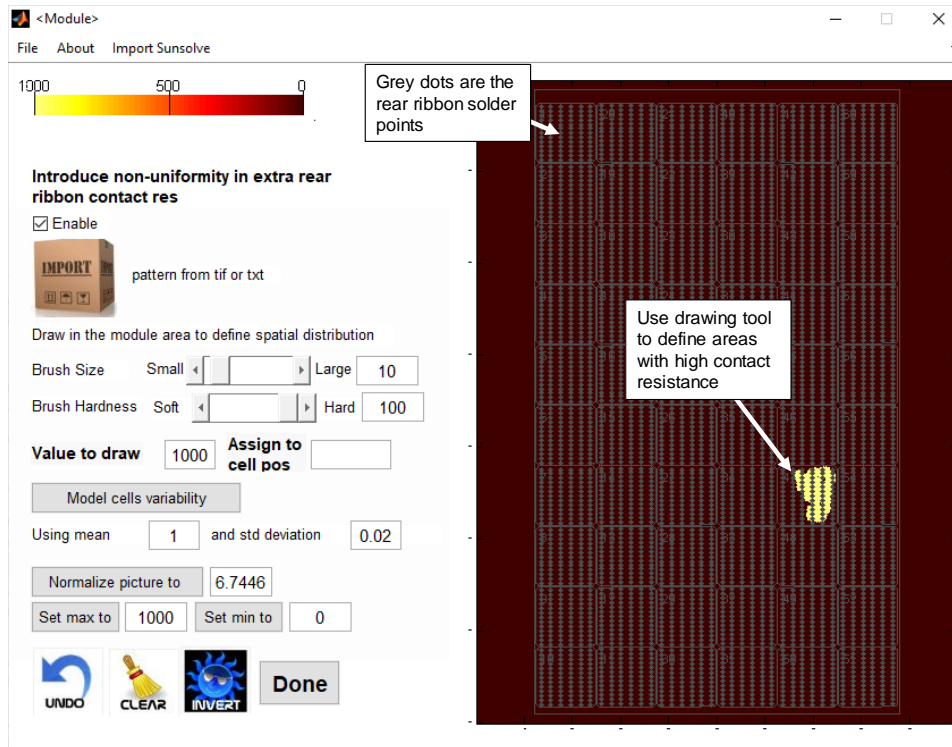 <Module>
File About Import Sunsolve
1000 500 0
Grey dots are the
rear ribbon solder
points
Introduce non-uniformity in extra rear
ribbon contact res
Enable
IMPORT
pattern from tif or txt
Draw in the module area to define spatial distribution
Brush Size Small Large 10
Brush Hardness Soft Hard 100
Value to draw 1000 Assign to
cell pos
Model cells variability
Using mean 1 and std deviation 0.02
Normalize picture to 6.7446
Set max to 1000 Set min to 0
UNDO CLEAR INVERT Done
Use drawing tool
to define areas
with high contact
resistance